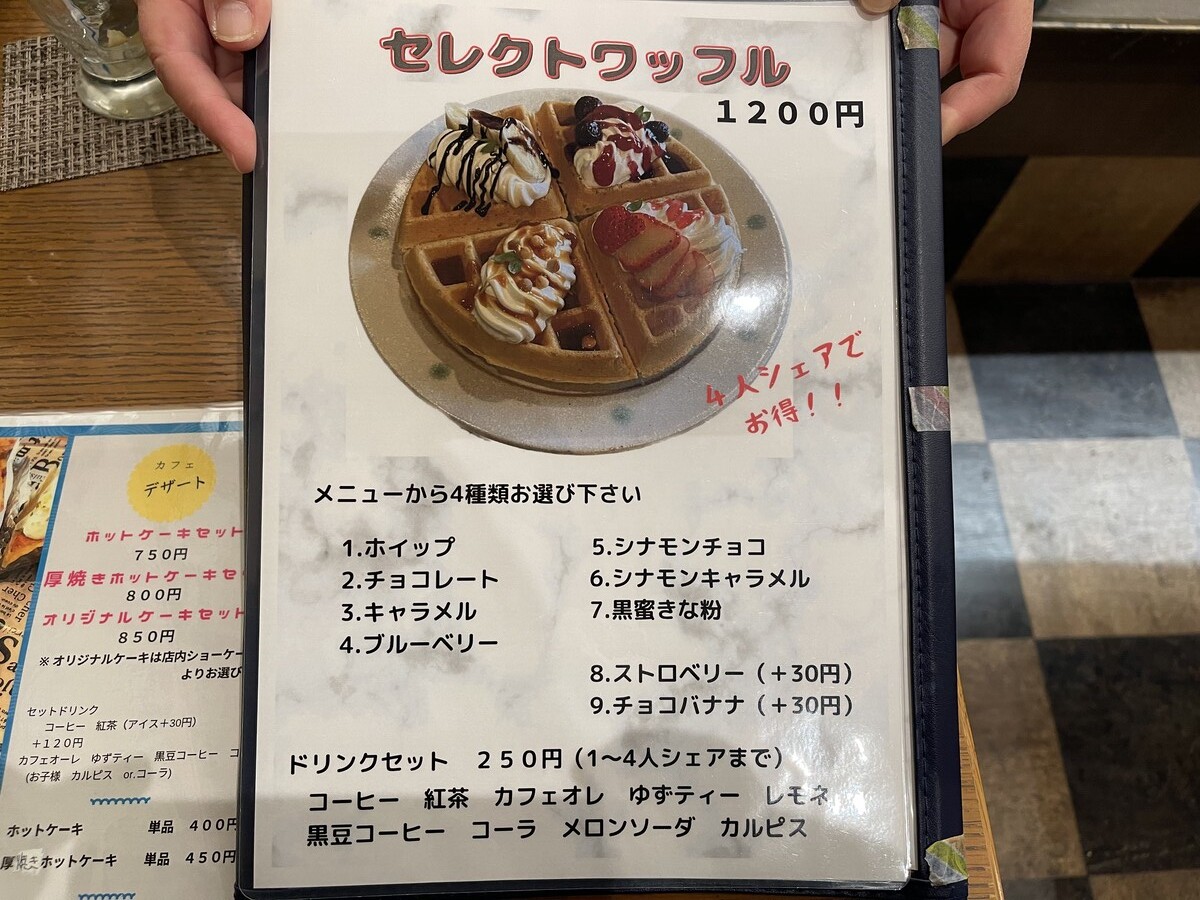 セレクトワッフル
1200円
4人シェアで
お得！！
メニューから4種類お選び下さい
1.ホイップ
2.チョコレート
3.キャラメル
4.ブルーベリー
5.シナモンチョコ
6.シナモンキャラメル
7.黒蜜きな粉
8.ストロベリー（＋30円）
9.チョコバナナ（＋30円）
ドリンクセット　250円（1～4人シェアまで）
コーヒー　紅茶　カフェオレ　ゆずティー　レモネ
黒豆コーヒー　コーラ　メロンソーダ　カルピス
カフェ
デザート
ホットケーキセット
750円
厚焼きホットケーキセ
800円
オリジナルケーキセット
850円
※オリジナルケーキは店内ショーケー
よりお選び
セットドリンク
コーヒー　紅茶（アイス＋30円）
＋120円
カフェオーレ　ゆずティー　黒豆コーヒー　コ
（お子様　カルピス　or.コーラ）
ホットケーキ　単品　400円
厚焼きホットケーキ　単品　450円